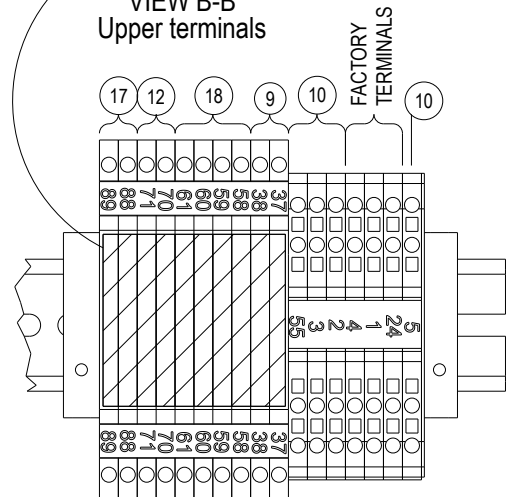 VIEW B-B
Upper terminals
FACTORY
TERMINALS
17 12 18 9 10 10
89 88 71 70 61 60 59 58 38 37
55 3 2 4 1 24 5
89 88 71 70 61 60 59 58 38 37